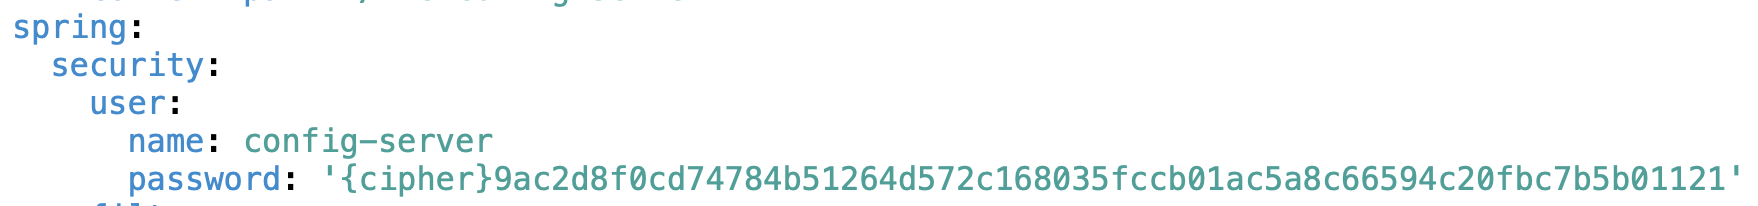 spring:
  security:
    user:
      name: config-server
      password: '{cipher}9ac2d8f0cd74784b51264d572c168035fccb01ac5a8c66594c20fbc7b5b01121'